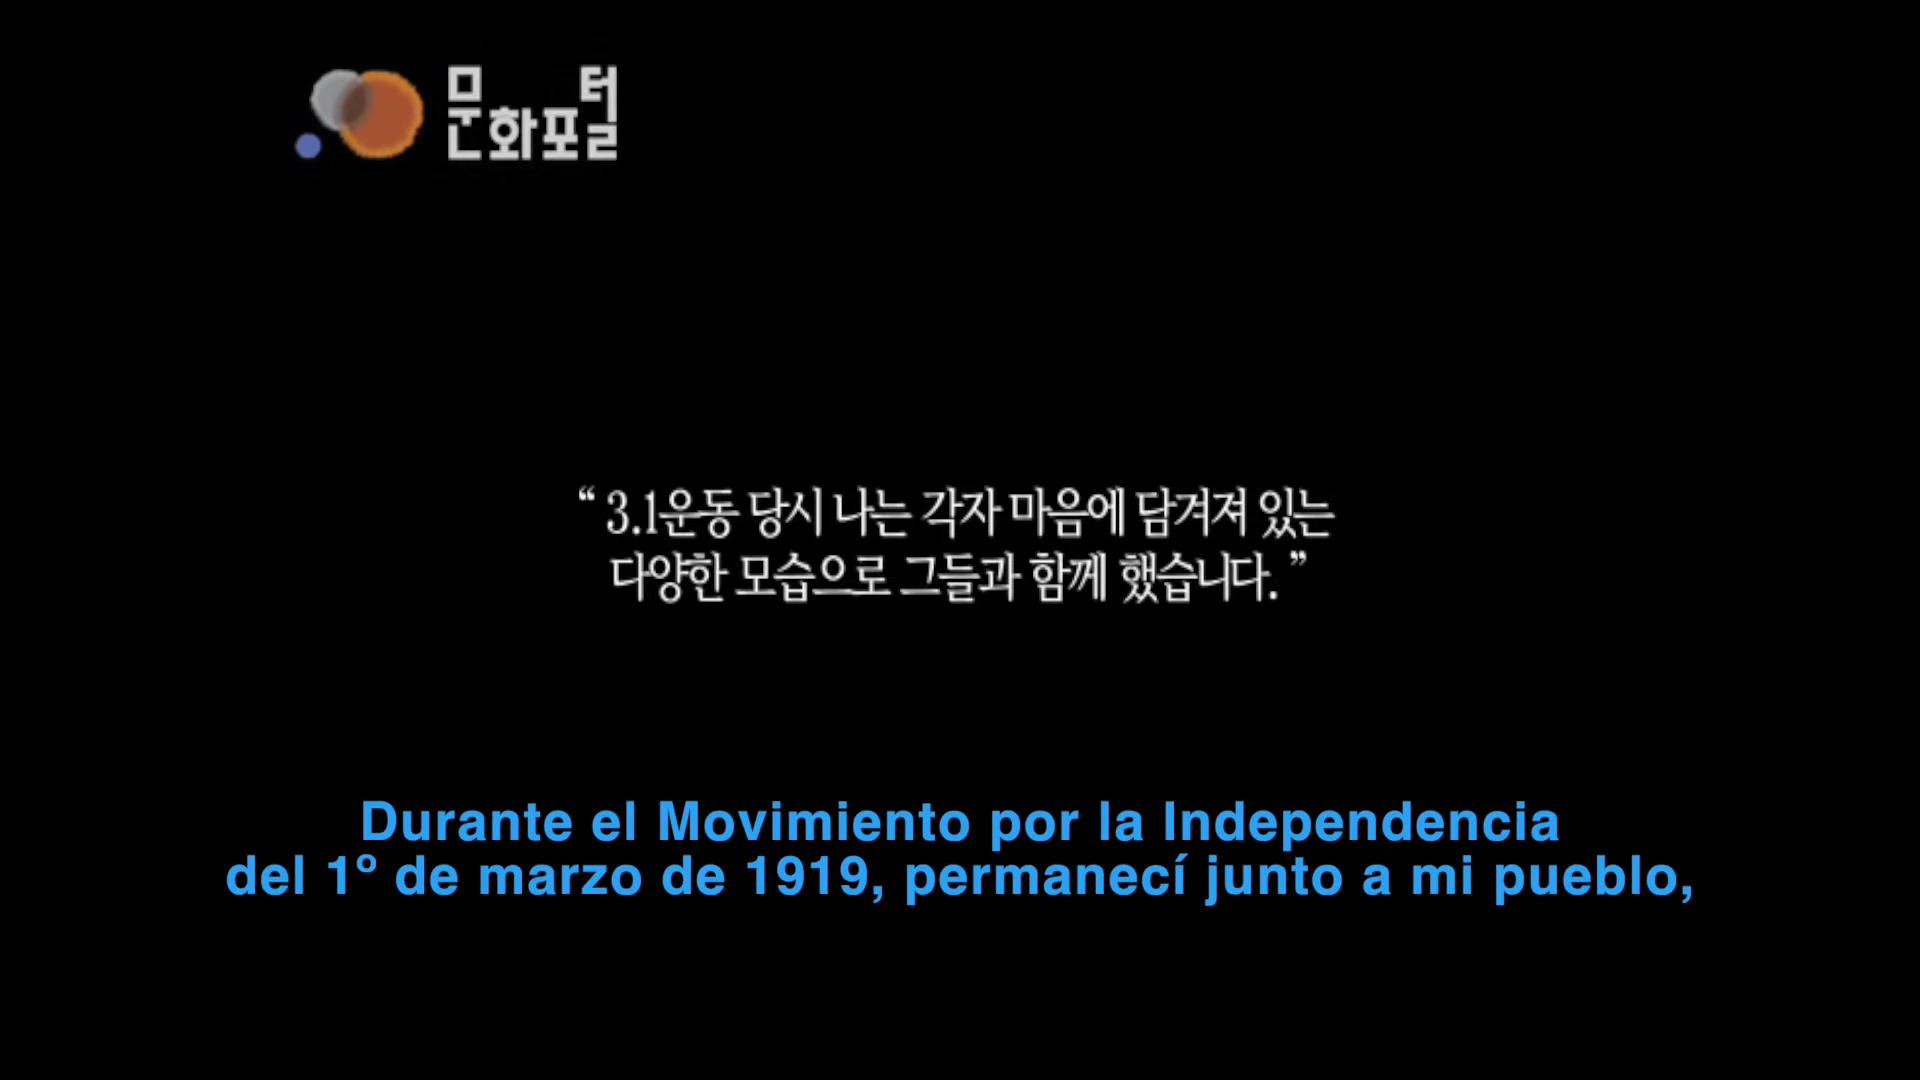 문화포털
“ 3.1운동 당시 나는 각자 마음에 담겨져 있는
다양한 모습으로 그들과 함께 했습니다. ”
Durante el Movimiento por la Independencia
del 1º de marzo de 1919, permanecí junto a mi pueblo,